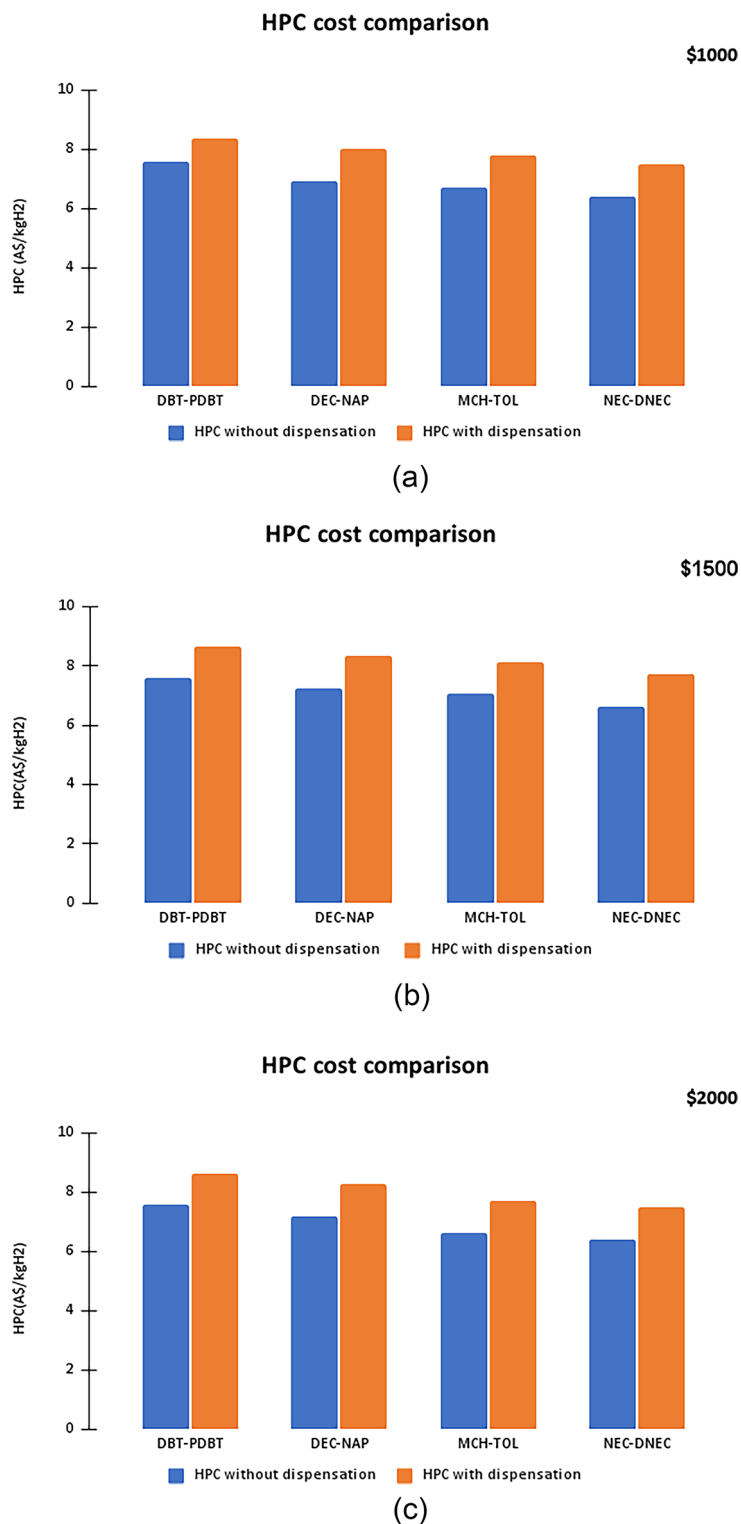 HPC cost comparison
$1000
10
8
6
4
2
0
HPC (A$/kgH2)
DBT-PDBT DEC-NAP MCH-TOL NEC-DNEC
HPC without dispensation HPC with dispensation
(a)
HPC cost comparison
$1500
10
8
6
4
2
0
HPC(A$/kgH2)
DBT-PDBT DEC-NAP MCH-TOL NEC-DNEC
HPC without dispensation HPC with dispensation
(b)
HPC cost comparison
$2000
10
8
6
4
2
0
HPC(A$/kgH2)
DBT-PDBT DEC-NAP MCH-TOL NEC-DNEC
HPC without dispensation HPC with dispensation
(c)